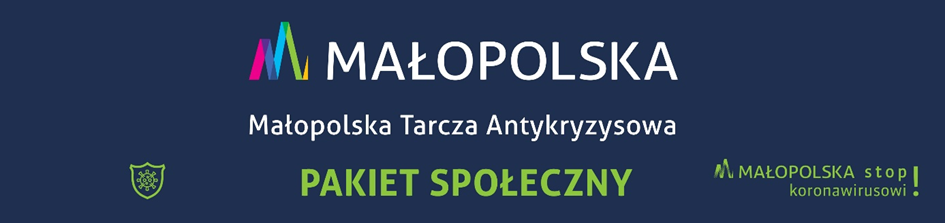 MAŁOPOLSKA
Małopolska Tarcza Antykryzysowa
PAKIET SPOŁECZNY
MAŁOPOLSKA stop
koronawirusowi!